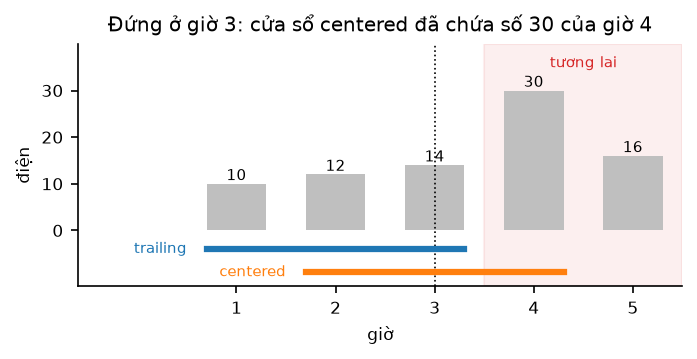 Đứng ở giờ 3: cửa sổ centered đã chứa số 30 của giờ 4
tương lai
30
30
20
16
14
12
10
10
0
điện
trailing
centered
1 2 3 4 5
giờ